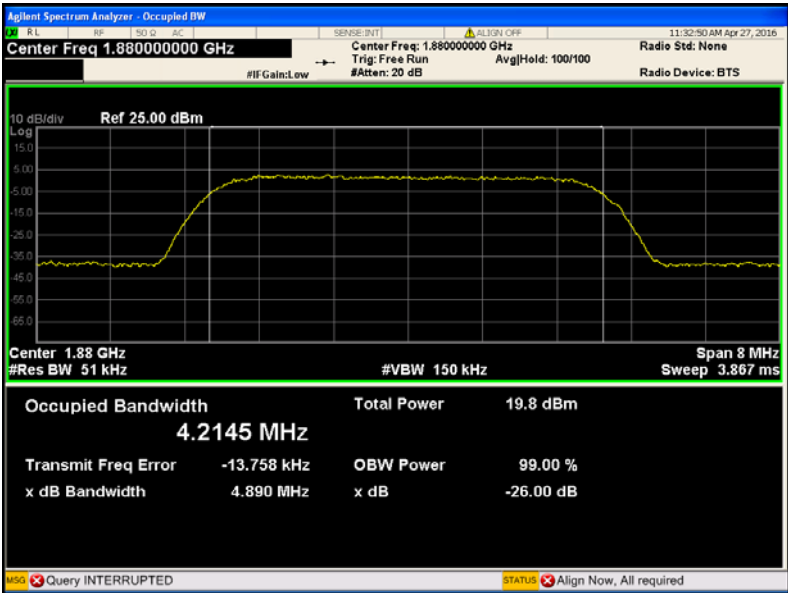 Agilent Spectrum Analyzer - Occupied BW
LXI RL RF 50 Ω AC SENSE:INT ALIGN OFF 11:32:50 AM Apr 27, 2016
Center Freq 1.880000000 GHz Center Freq: 1.880000000 GHz Radio Std: None
Trig: Free Run Avg|Hold: 100/100
#IFGain:Low #Atten: 20 dB Radio Device: BTS
10 dB/div Ref 25.00 dBm
Log
15.0
5.00
-5.00
-15.0
-25.0
-35.0
-45.0
-55.0
-65.0
Center 1.88 GHz Span 8 MHz
#Res BW 51 kHz #VBW 150 kHz Sweep 3.867 ms
Occupied Bandwidth Total Power 19.8 dBm
4.2145 MHz
Transmit Freq Error -13.758 kHz OBW Power 99.00 %
x dB Bandwidth 4.890 MHz x dB -26.00 dB
MSG Query INTERRUPTED STATUS Align Now, All required